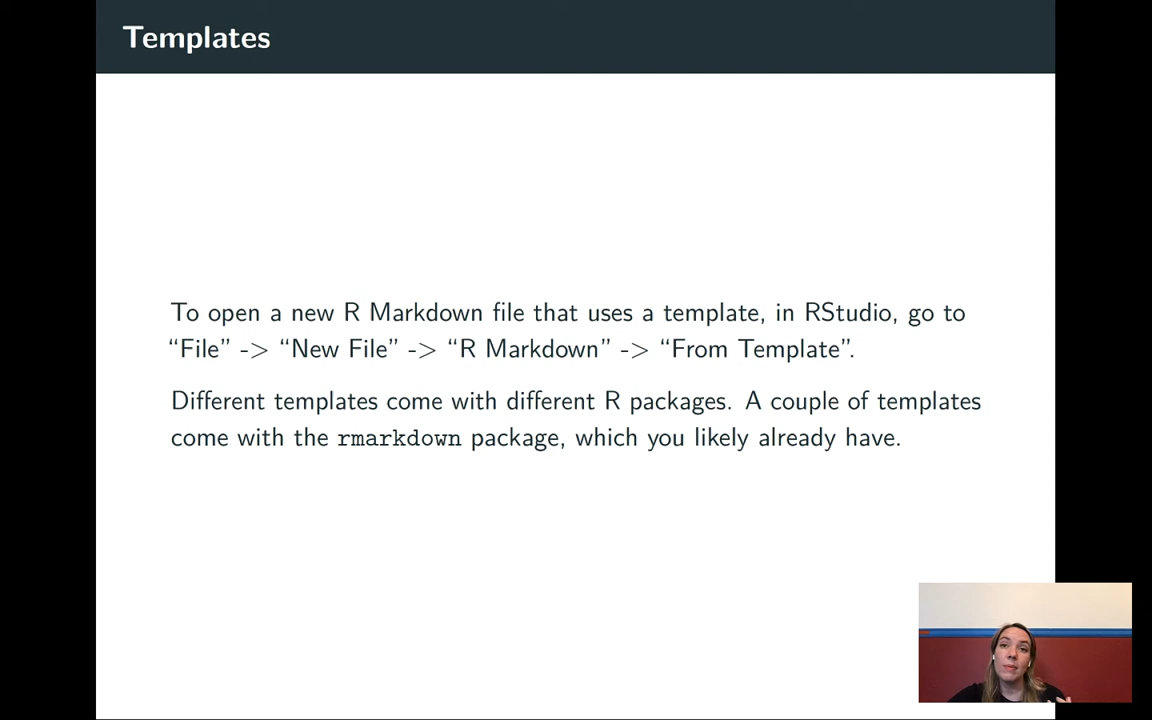 Templates
To open a new R Markdown file that uses a template, in RStudio, go to
“File” -> “New File” -> “R Markdown” -> “From Template”.
Different templates come with different R packages. A couple of templates
come with the rmarkdown package, which you likely already have.